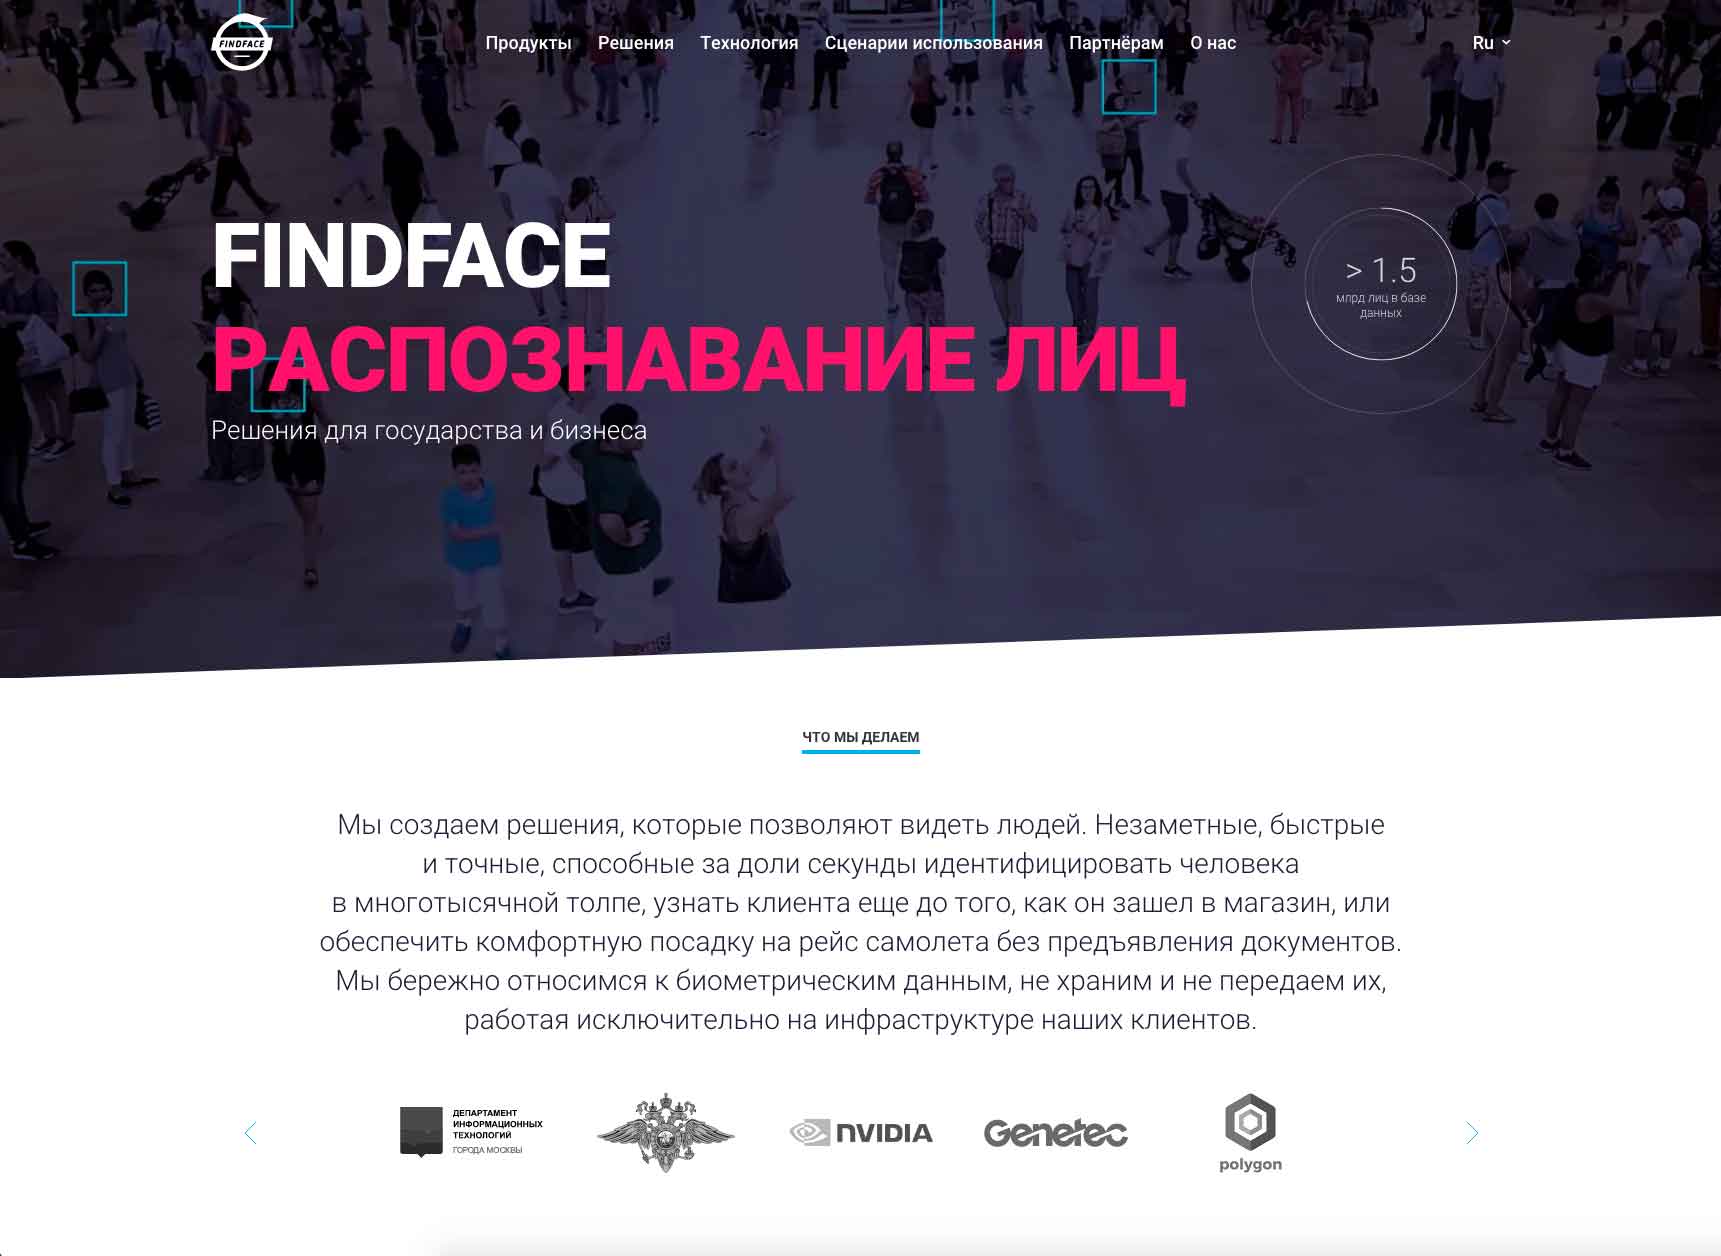 FINDFACE
Продукты Решения Технология Сценарии использования Партнёрам О нас
Ru
FINDFACE
РАСПОЗНАВАНИЕ ЛИЦ
Решения для государства и бизнеса
> 1.5
млрд лиц в базе
данных
ЧТО МЫ ДЕЛАЕМ
Мы создаем решения, которые позволяют видеть людей. Незаметные, быстрые
и точные, способные за доли секунды идентифицировать человека
в многотысячной толпе, узнать клиента еще до того, как он зашел в магазин, или
обеспечить комфортную посадку на рейс самолета без предъявления документов.
Мы бережно относимся к биометрическим данным, не храним и не передаем их,
работая исключительно на инфраструктуре наших клиентов.
ДЕПАРТАМЕНТ
ИНФОРМАЦИОННЫХ
ТЕХНОЛОГИЙ
ГОРОДА МОСКВЫ
NVIDIA
Genetec
polygon